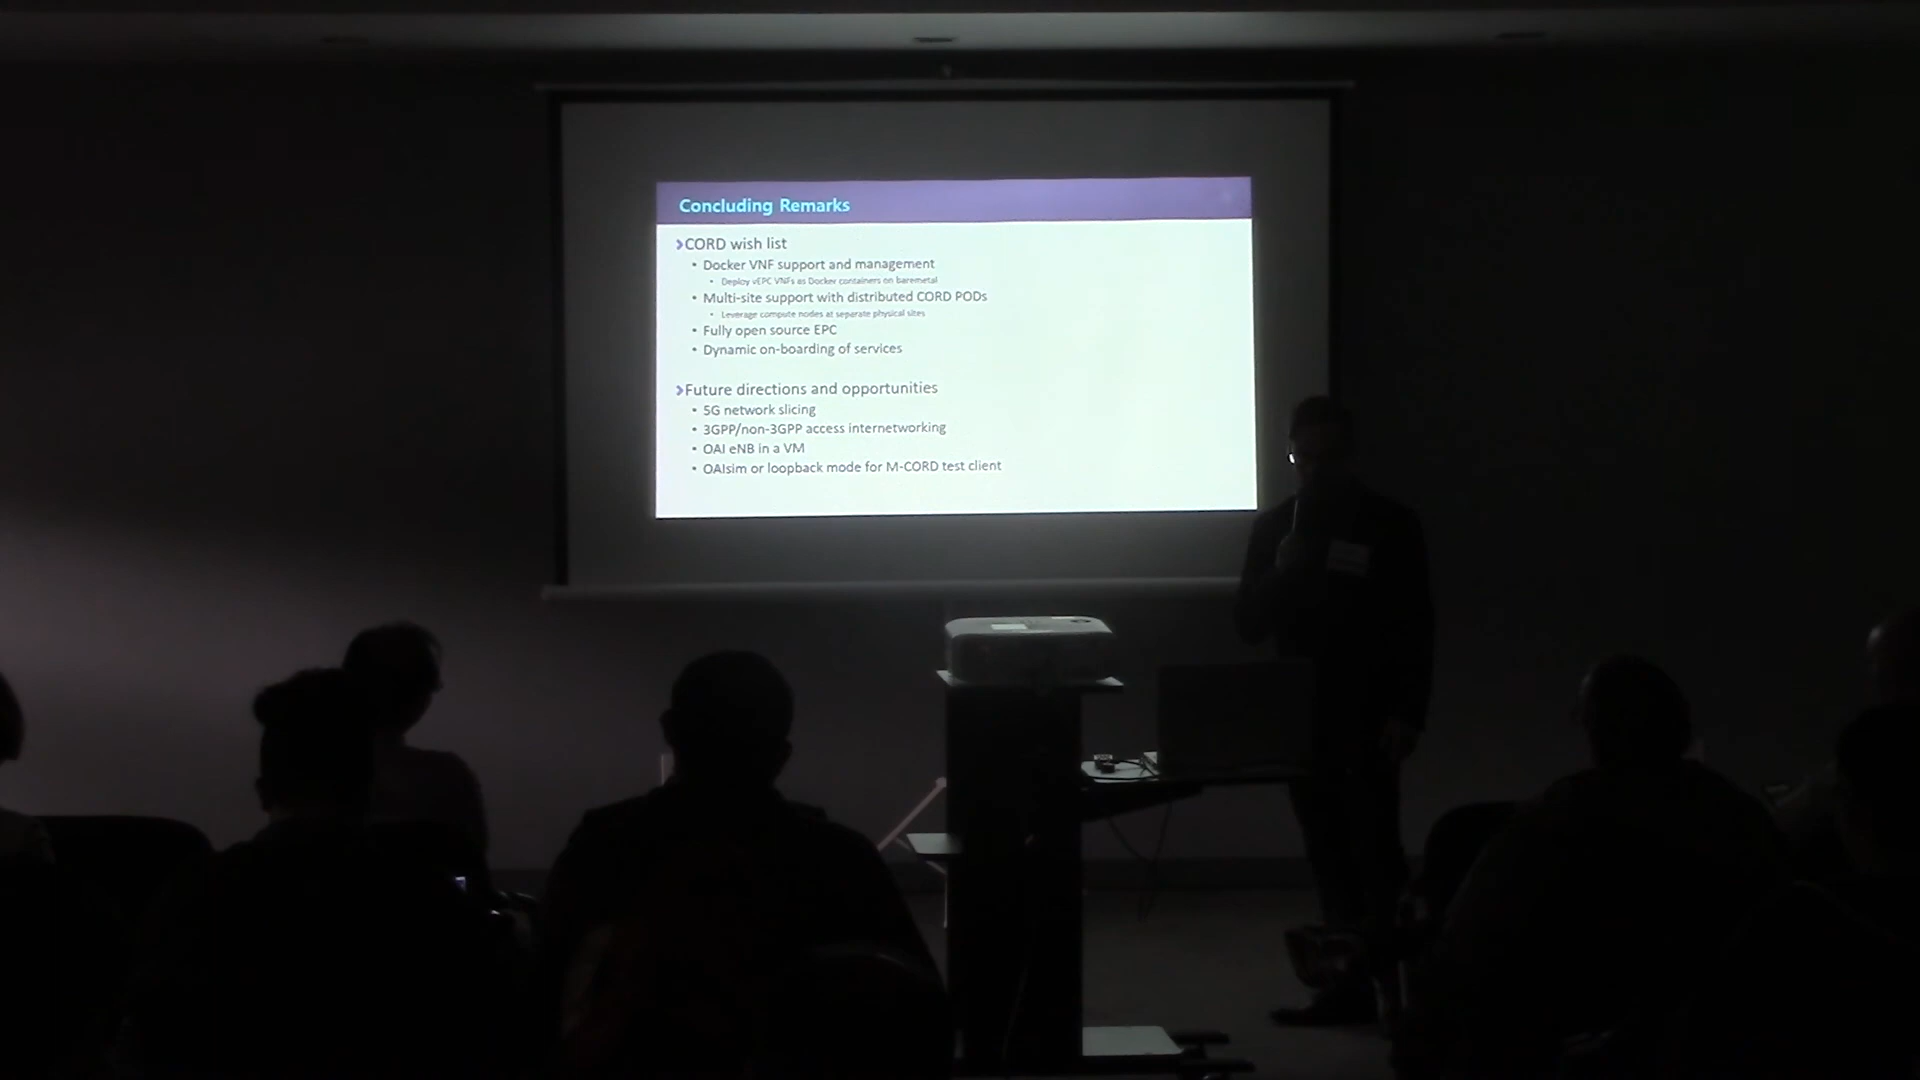 Concluding Remarks
CORD wish list
• Docker VNF support and management
• Deploy vEPC VNFs as Docker containers on baremetal
• Multi-site support with distributed CORD PODs
• Leverage compute nodes at separate physical sites
• Fully open source EPC
• Dynamic on-boarding of services
Future directions and opportunities
• 5G network slicing
• 3GPP/non-3GPP access internetworking
• OAI eNB in a VM
• OAIsim or loopback mode for M-CORD test client